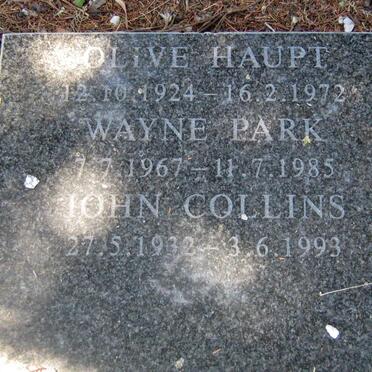 OLIVE HAUPT
12.10.1924 – 16.2.1972
WAYNE PARK
7.7.1967 – 11.7.1985
JOHN COLLINS
27.5.1932 – 3.6.1993